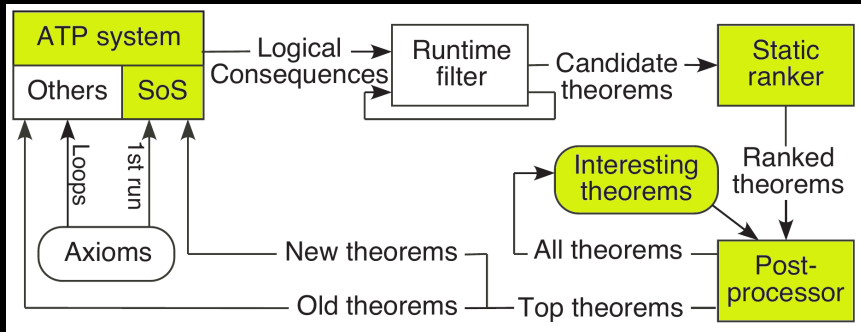 ATP system
Others
SoS
Logical
Consequences
Runtime
filter
Candidate
theorems
Static
ranker
Loops
1st run
Axioms
Interesting
theorems
Ranked
theorems
New theorems
All theorems
Old theorems
Top theorems
Post-
processor